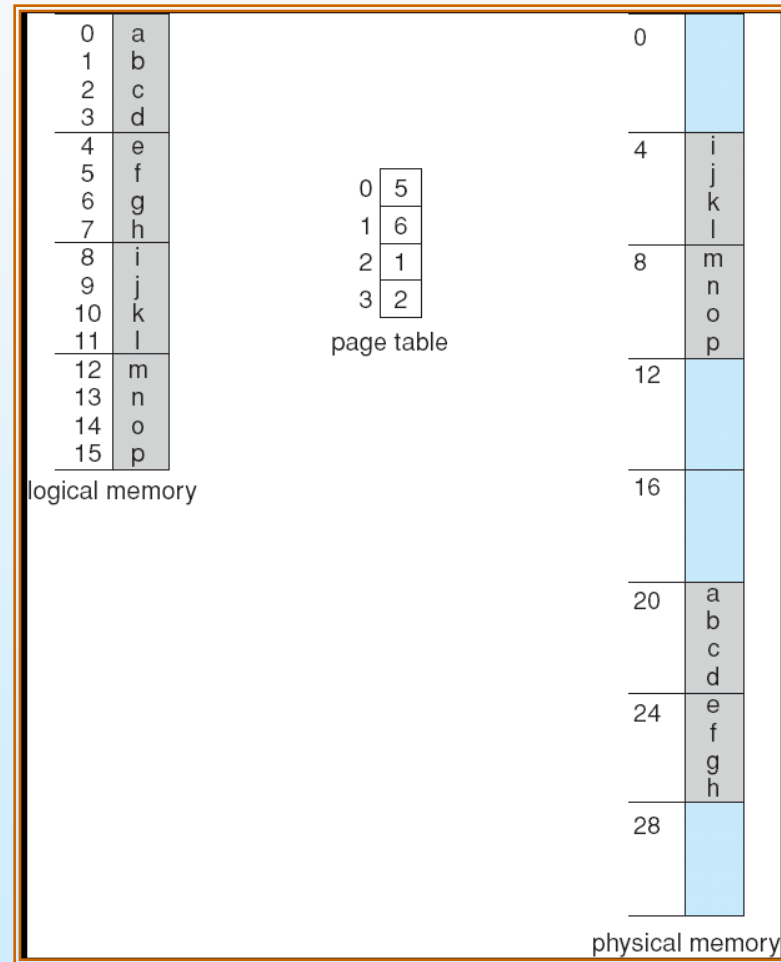 0 a
1 b
2 c
3 d
4 e
5 f
6 g
7 h
8 i
9 j
10 k
11 l
12 m
13 n
14 o
15 p
logical memory
0 5
1 6
2 1
3 2
page table
0
4 i
j
k
l
8 m
n
o
p
12
16
20 a
b
c
d
24 e
f
g
h
28
physical memory